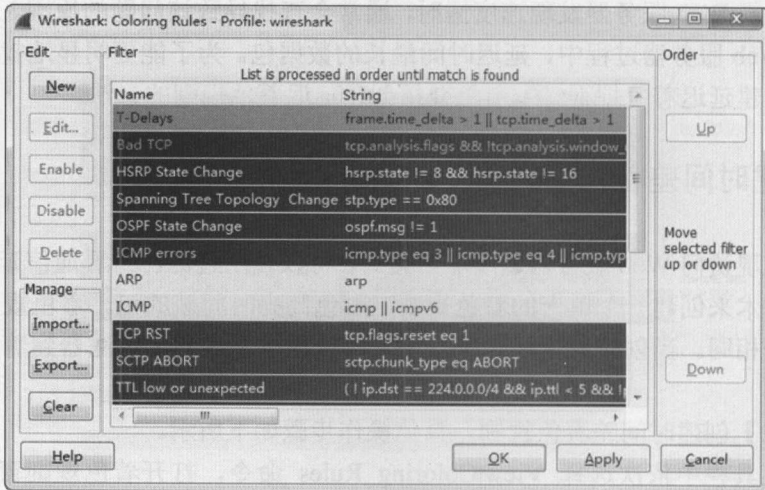 Wireshark: Coloring Rules - Profile: wireshark
Edit
Filter
Order
List is processed in order until match is found
New
Edit...
Enable
Disable
Delete
Manage
Import...
Export...
Clear
Name String
T-Delays frame.time_delta > 1 || tcp.time_delta > 1
Bad TCP tcp.analysis.flags && !tcp.analysis.window_
HSRP State Change hsrp.state != 8 && hsrp.state != 16
Spanning Tree Topology Change stp.type == 0x80
OSPF State Change ospf.msg != 1
ICMP errors icmp.type eq 3 || icmp.type eq 4 || icmp.typ
ARP arp
ICMP icmp || icmpv6
TCP RST tcp.flags.reset eq 1
SCTP ABORT sctp.chunk_type eq ABORT
TTL low or unexpected ( ! ip.dst == 224.0.0.0/4 && ip.ttl < 5 && !
Up
Move
selected filter
up or down
Down
Help
OK
Apply
Cancel